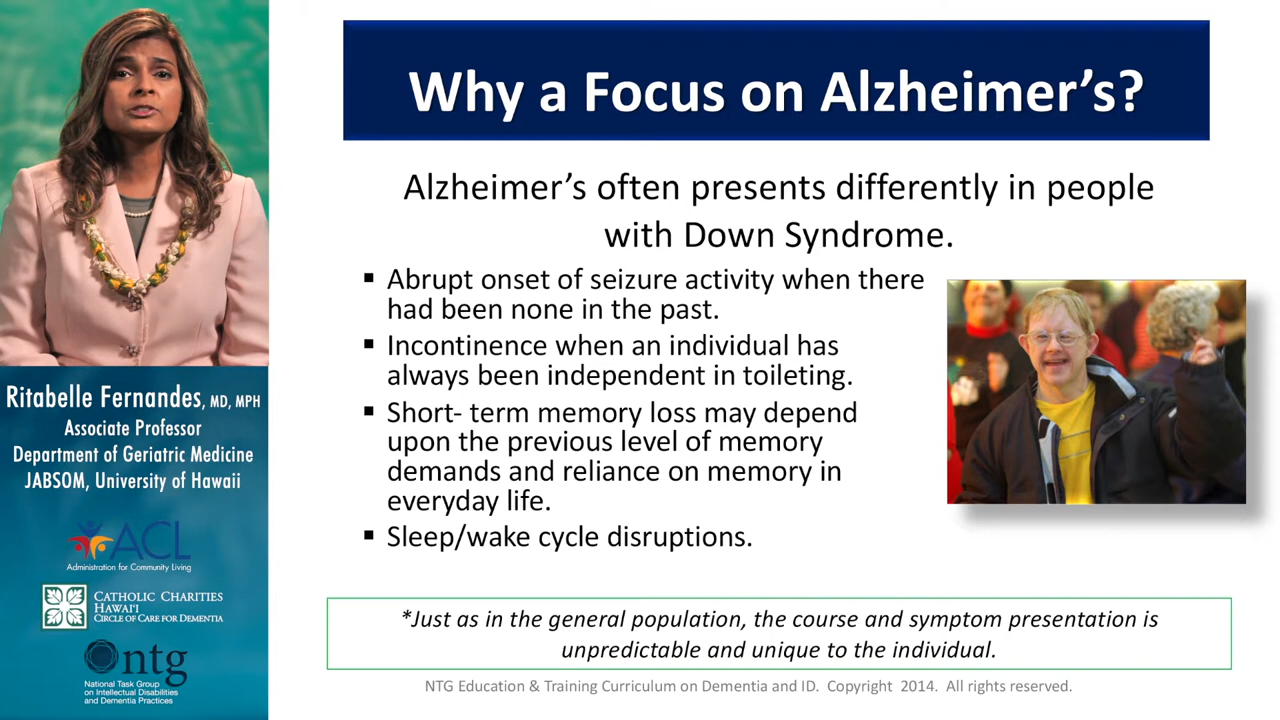 Why a Focus on Alzheimer’s?
Alzheimer’s often presents differently in people
with Down Syndrome.
▪ Abrupt onset of seizure activity when there
had been none in the past.
▪ Incontinence when an individual has
always been independent in toileting.
▪ Short- term memory loss may depend
upon the previous level of memory
demands and reliance on memory in
everyday life.
▪ Sleep/wake cycle disruptions.
*Just as in the general population, the course and symptom presentation is
unpredictable and unique to the individual.
NTG Education & Training Curriculum on Dementia and ID.  Copyright  2014.  All rights reserved.
Ritabelle Fernandes, MD, MPH
Associate Professor
Department of Geriatric Medicine
JABSOM, University of Hawaii
ACL
Administration for Community Living
CATHOLIC CHARITIES
HAWAI‘I
CIRCLE OF CARE FOR DEMENTIA
ntg
National Task Group
on Intellectual Disabilities
and Dementia Practices